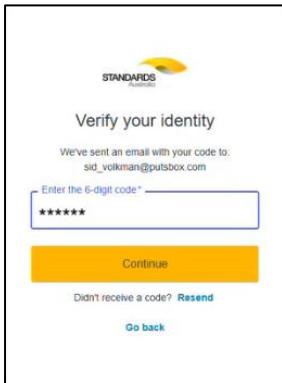 STANDARDS
Australia
Verify your identity
We've sent an email with your code to:
sid_volkman@putsbox.com
Enter the 6-digit code*
******
Continue
Didn't receive a code? Resend
Go back